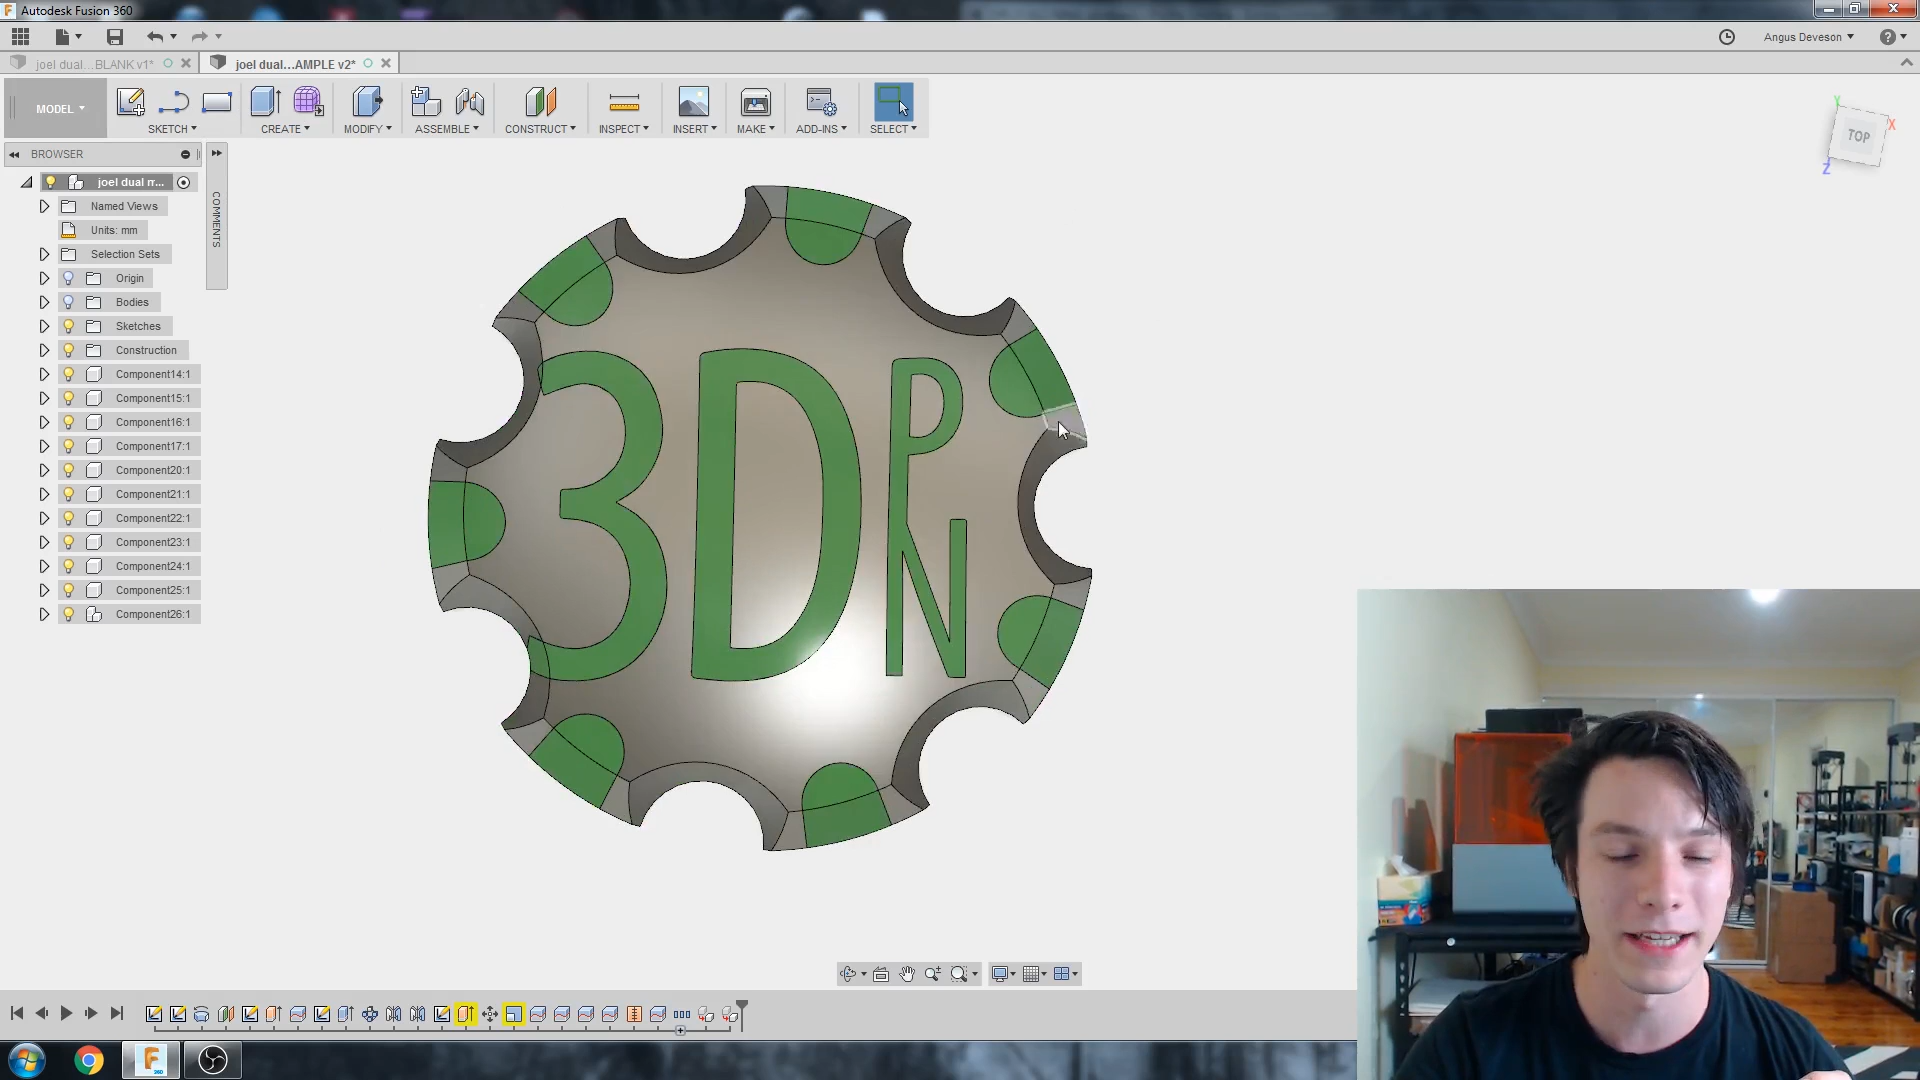 Autodesk Fusion 360
Angus Deveson
joel dual...BLANK v1*
joel dual...AMPLE v2*
MODEL
SKETCH
CREATE
MODIFY
ASSEMBLE
CONSTRUCT
INSPECT
INSERT
MAKE
ADD-INS
SELECT
Y
X
TOP
Z
BROWSER
COMMENTS
joel dual m...
Named Views
Units: mm
Selection Sets
Origin
Bodies
Sketches
Construction
Component14:1
Component15:1
Component16:1
Component17:1
Component20:1
Component21:1
Component22:1
Component23:1
Component24:1
Component25:1
Component26:1
3D
P
N